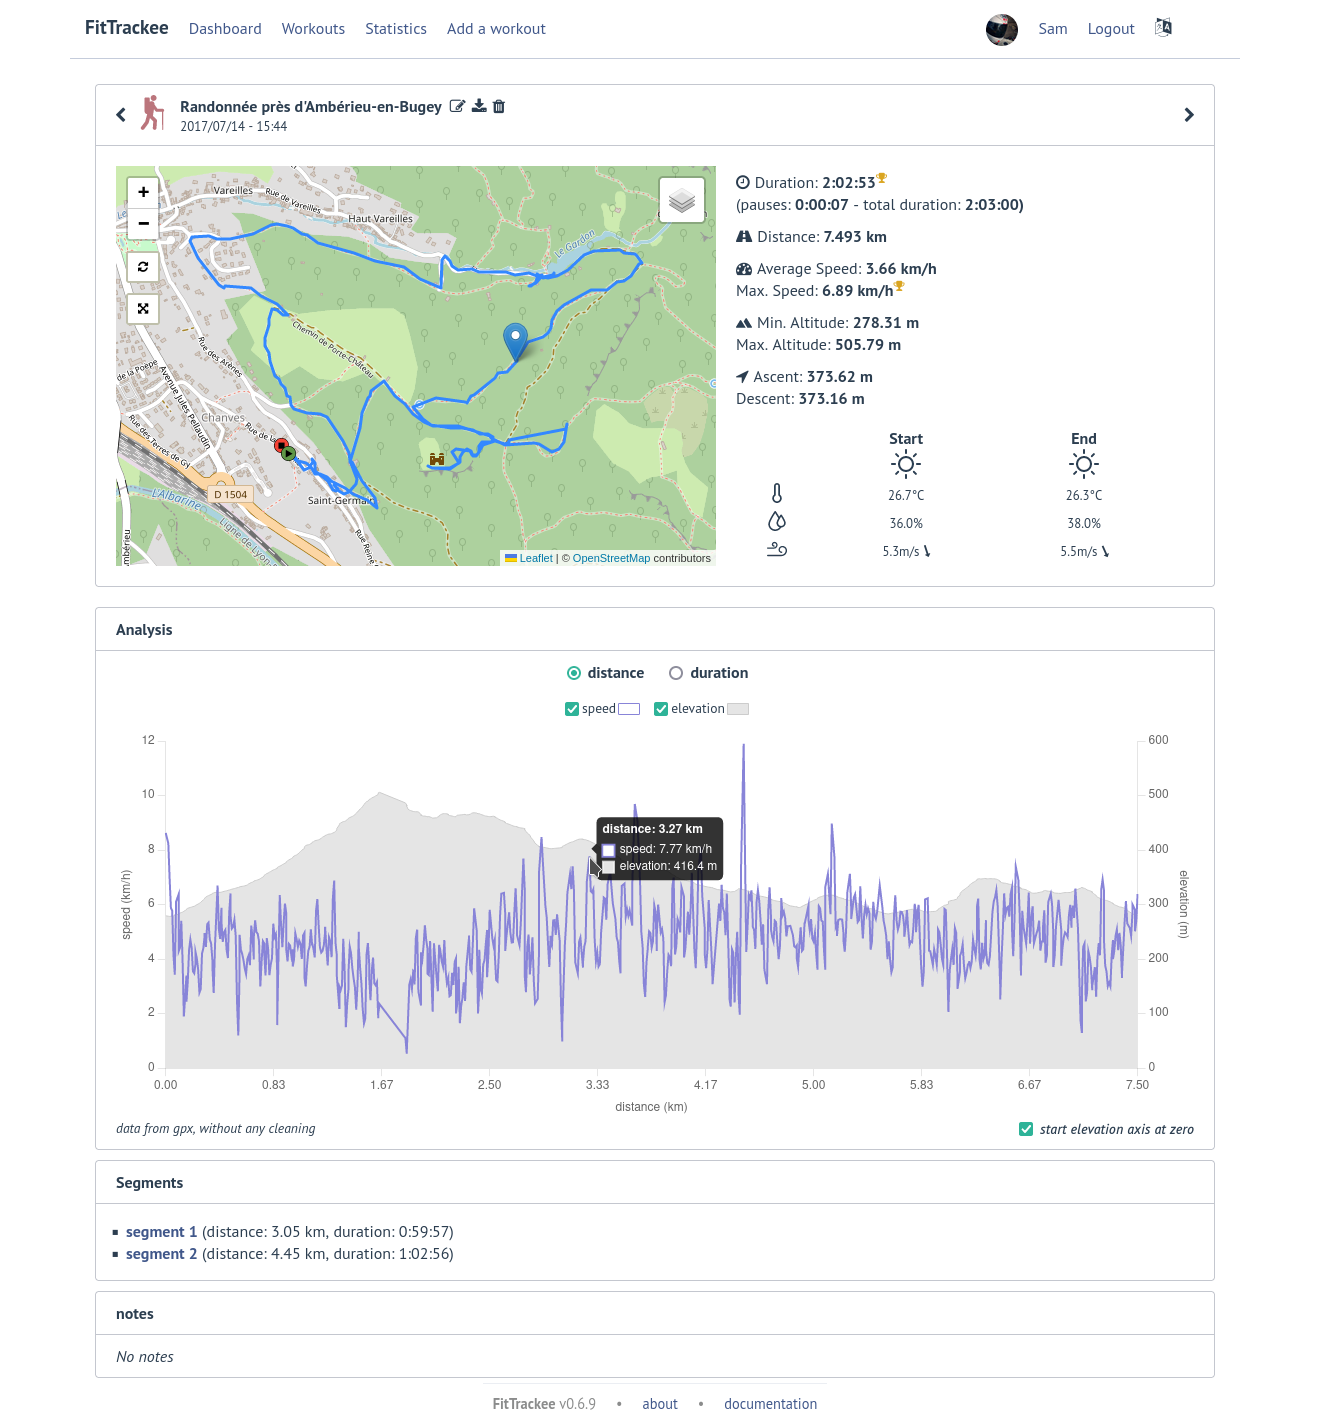 FitTrackee Dashboard Workouts Statistics Add a workout Sam Logout
Randonnée près d'Ambérieu-en-Bugey
2017/07/14 - 15:44
+
−
Vareilles
Rue de Vareilles
Haut Vareilles
Le Gardon
Chemin de Porte-Château
Rue des Arènes
de la Poepe
Avenue Jules Pellaudin
Chanves
Rue de la
Rue des Terres de Gy
D 1504
Saint-Germain
L'Albarine
Ligne de Lyon
Rue Reine
Ambérieu
Leaflet | © OpenStreetMap contributors
Duration: 2:02:53
(pauses: 0:00:07 - total duration: 2:03:00)
Distance: 7.493 km
Average Speed: 3.66 km/h
Max. Speed: 6.89 km/h
Min. Altitude: 278.31 m
Max. Altitude: 505.79 m
Ascent: 373.62 m
Descent: 373.16 m
Start End
26.7°C 26.3°C
36.0% 38.0%
5.3m/s 5.5m/s
Analysis
distance duration
speed elevation
12 600
10 500
8 400
6 300
4 200
2 100
0 0
speed (km/h)
elevation (m)
distance: 3.27 km
speed: 7.77 km/h
elevation: 416.4 m
0.00 0.83 1.67 2.50 3.33 4.17 5.00 5.83 6.67 7.50
distance (km)
data from gpx, without any cleaning start elevation axis at zero
Segments
segment 1 (distance: 3.05 km, duration: 0:59:57)
segment 2 (distance: 4.45 km, duration: 1:02:56)
notes
No notes
FitTrackee v0.6.9 • about • documentation